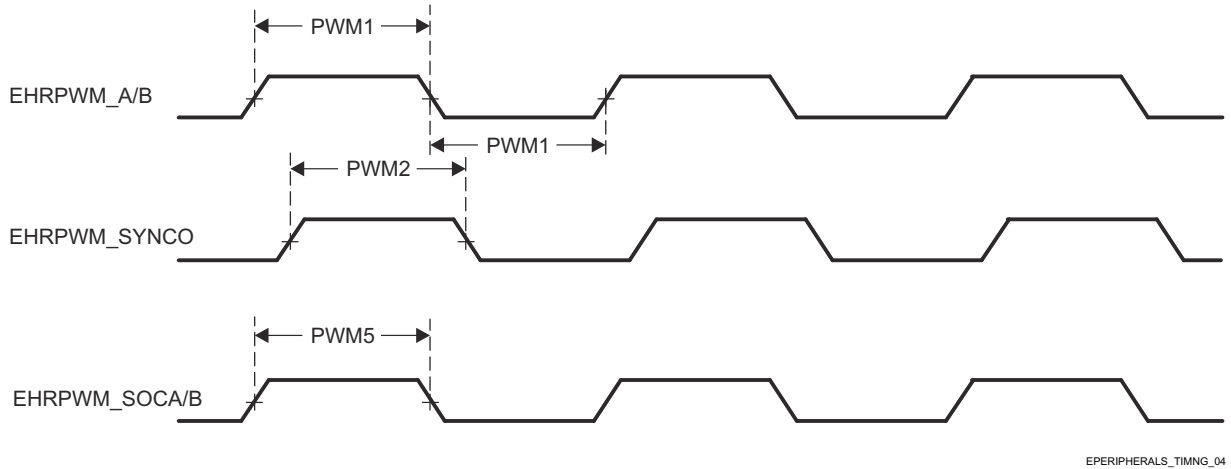 PWM1
EHRPWM_A/B
PWM1
PWM2
EHRPWM_SYNCO
PWM5
EHRPWM_SOCA/B
EPERIPHERALS_TIMNG_04